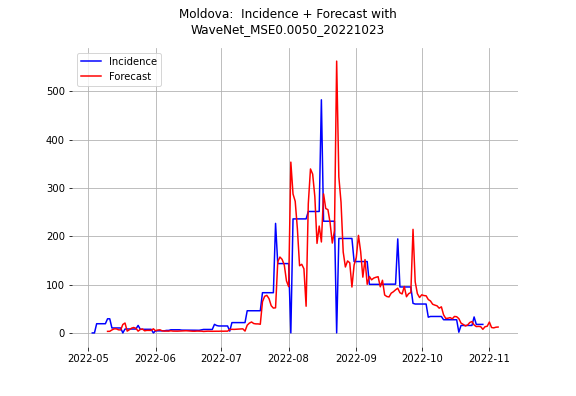 Moldova:  Incidence + Forecast with
WaveNet_MSE0.0050_20221023
Incidence
Forecast
500
400
300
200
100
0
2022-05 2022-06 2022-07 2022-08 2022-09 2022-10 2022-11